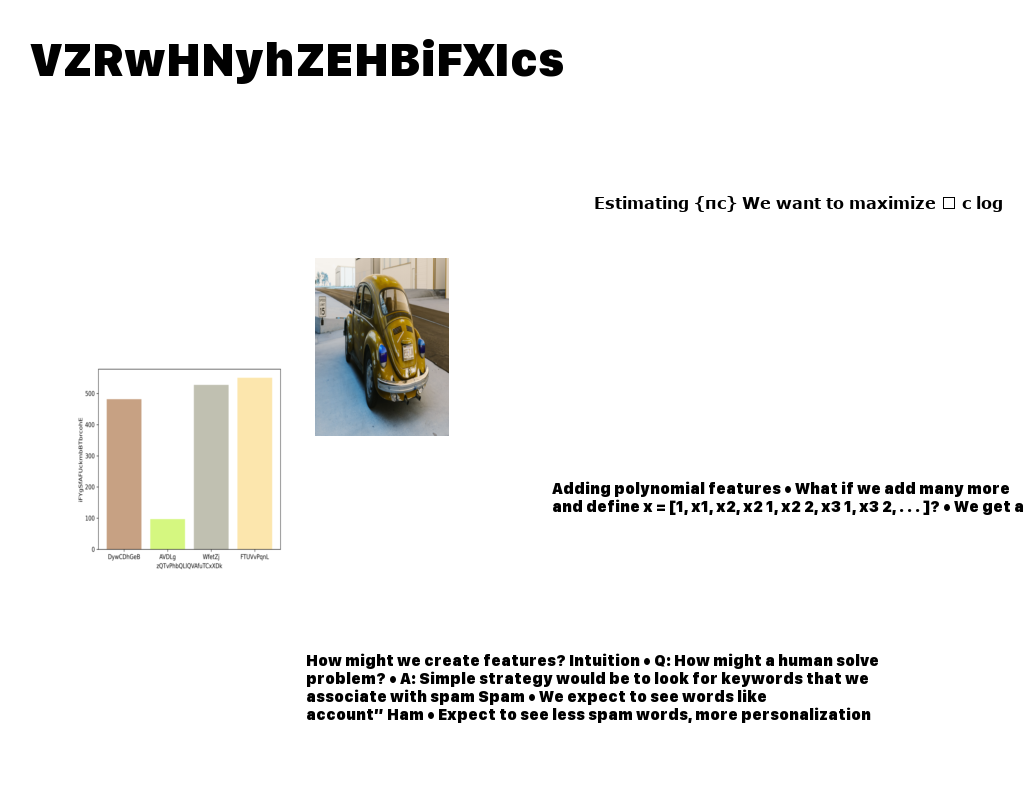 VZRwHNyhZEHBiFXIcs
Estimating {πc} We want to maximize □ c log
500
400
300
200
100
0
DywCDhGeB AVDLg WfetZj FTUVvPqnL
Adding polynomial features • What if we add many more
and define x = [1, x1, x2, x2 1, x2 2, x3 1, x3 2, . . . ]? • We get a
How might we create features? Intuition • Q: How might a human solve
problem? • A: Simple strategy would be to look for keywords that we
associate with spam Spam • We expect to see words like
account” Ham • Expect to see less spam words, more personalization